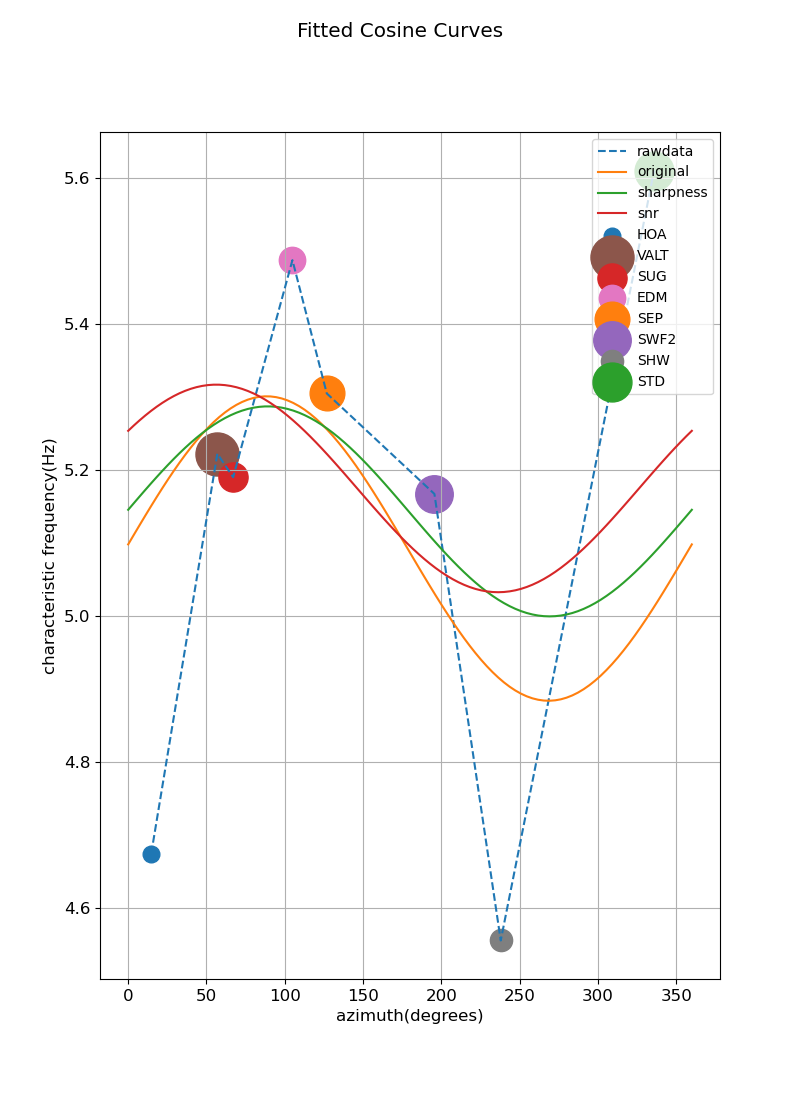 Fitted Cosine Curves
rawdata
original
sharpness
snr
HOA
VALT
SUG
EDM
SEP
SWF2
SHW
STD
5.6
5.4
5.2
5.0
4.8
4.6
characteristic frequency(Hz)
0 50 100 150 200 250 300 350
azimuth(degrees)